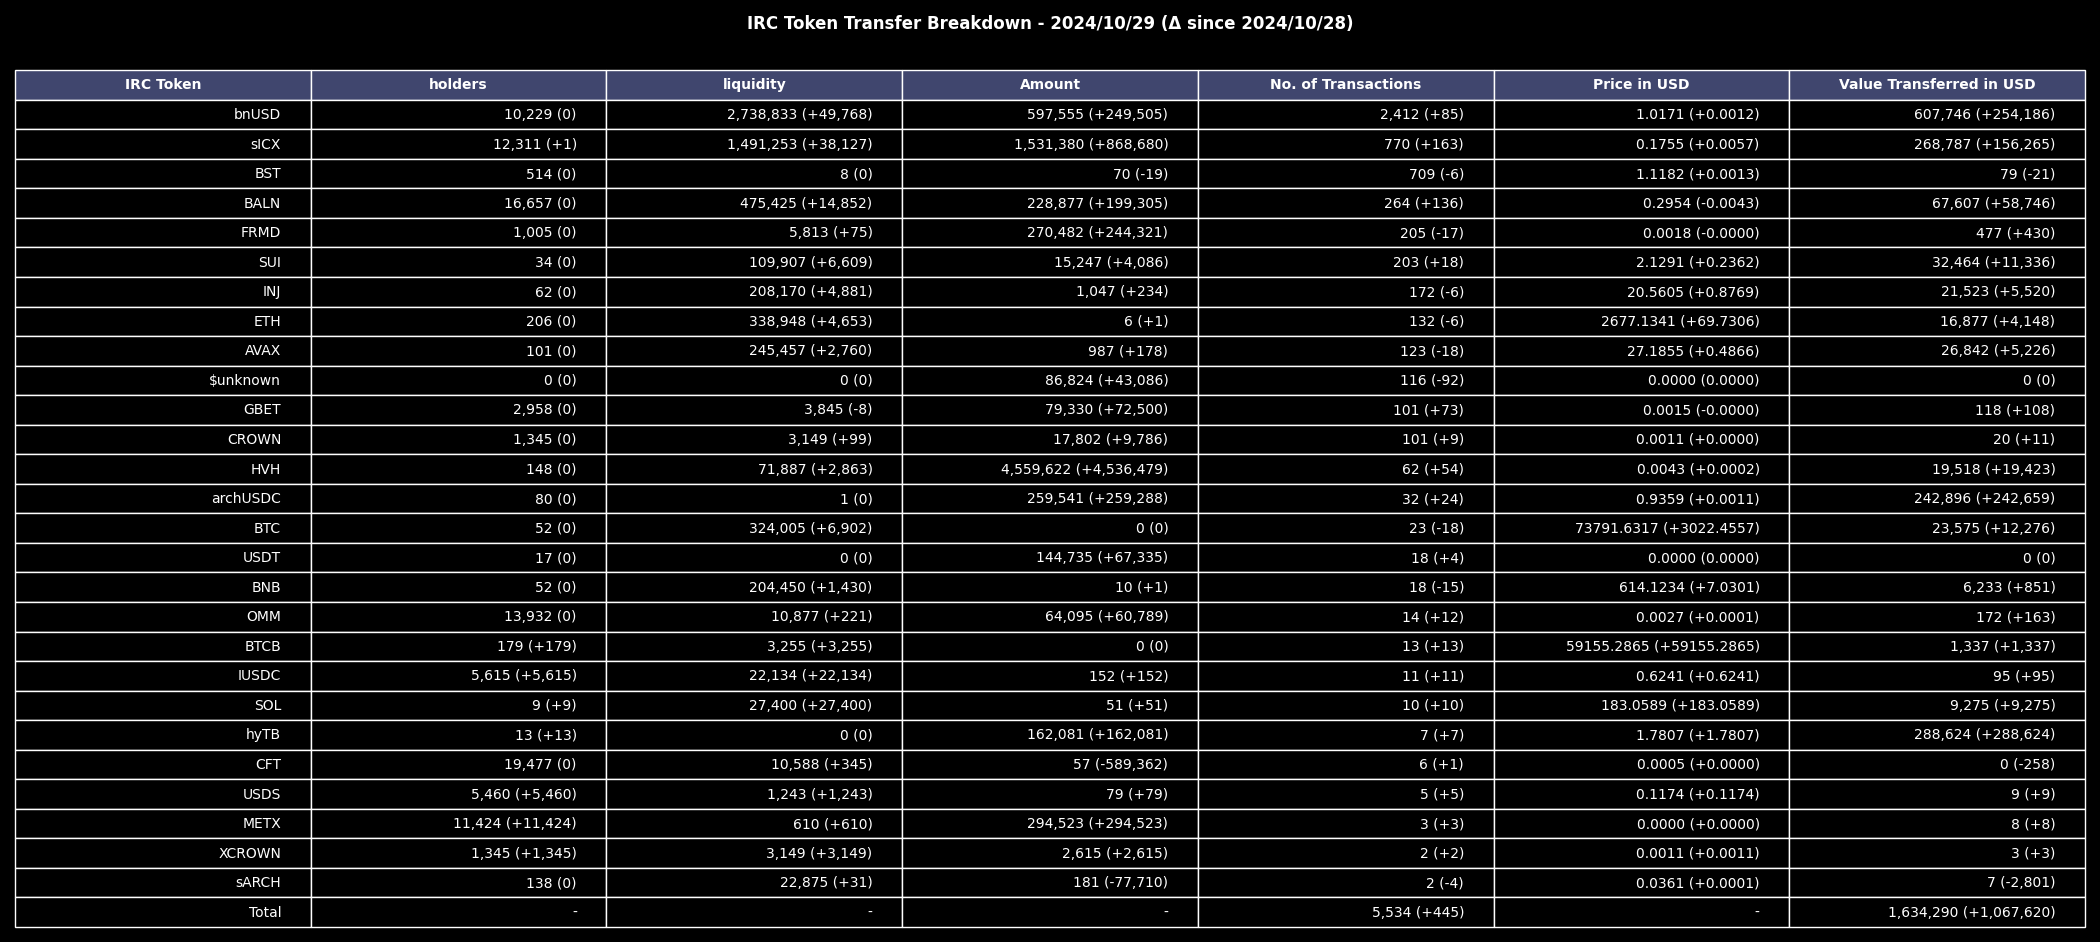 IRC Token Transfer Breakdown - 2024/10/29 (Δ since 2024/10/28)
IRC Token holders liquidity Amount No. of Transactions Price in USD Value Transferred in USD
bnUSD 10,229 (0) 2,738,833 (+49,768) 597,555 (+249,505) 2,412 (+85) 1.0171 (+0.0012) 607,746 (+254,186)
sICX 12,311 (+1) 1,491,253 (+38,127) 1,531,380 (+868,680) 770 (+163) 0.1755 (+0.0057) 268,787 (+156,265)
BST 514 (0) 8 (0) 70 (-19) 709 (-6) 1.1182 (+0.0013) 79 (-21)
BALN 16,657 (0) 475,425 (+14,852) 228,877 (+199,305) 264 (+136) 0.2954 (-0.0043) 67,607 (+58,746)
FRMD 1,005 (0) 5,813 (+75) 270,482 (+244,321) 205 (-17) 0.0018 (-0.0000) 477 (+430)
SUI 34 (0) 109,907 (+6,609) 15,247 (+4,086) 203 (+18) 2.1291 (+0.2362) 32,464 (+11,336)
INJ 62 (0) 208,170 (+4,881) 1,047 (+234) 172 (-6) 20.5605 (+0.8769) 21,523 (+5,520)
ETH 206 (0) 338,948 (+4,653) 6 (+1) 132 (-6) 2677.1341 (+69.7306) 16,877 (+4,148)
AVAX 101 (0) 245,457 (+2,760) 987 (+178) 123 (-18) 27.1855 (+0.4866) 26,842 (+5,226)
$unknown 0 (0) 0 (0) 86,824 (+43,086) 116 (-92) 0.0000 (0.0000) 0 (0)
GBET 2,958 (0) 3,845 (-8) 79,330 (+72,500) 101 (+73) 0.0015 (-0.0000) 118 (+108)
CROWN 1,345 (0) 3,149 (+99) 17,802 (+9,786) 101 (+9) 0.0011 (+0.0000) 20 (+11)
HVH 148 (0) 71,887 (+2,863) 4,559,622 (+4,536,479) 62 (+54) 0.0043 (+0.0002) 19,518 (+19,423)
archUSDC 80 (0) 1 (0) 259,541 (+259,288) 32 (+24) 0.9359 (+0.0011) 242,896 (+242,659)
BTC 52 (0) 324,005 (+6,902) 0 (0) 23 (-18) 73791.6317 (+3022.4557) 23,575 (+12,276)
USDT 17 (0) 0 (0) 144,735 (+67,335) 18 (+4) 0.0000 (0.0000) 0 (0)
BNB 52 (0) 204,450 (+1,430) 10 (+1) 18 (-15) 614.1234 (+7.0301) 6,233 (+851)
OMM 13,932 (0) 10,877 (+221) 64,095 (+60,789) 14 (+12) 0.0027 (+0.0001) 172 (+163)
BTCB 179 (+179) 3,255 (+3,255) 0 (0) 13 (+13) 59155.2865 (+59155.2865) 1,337 (+1,337)
IUSDC 5,615 (+5,615) 22,134 (+22,134) 152 (+152) 11 (+11) 0.6241 (+0.6241) 95 (+95)
SOL 9 (+9) 27,400 (+27,400) 51 (+51) 10 (+10) 183.0589 (+183.0589) 9,275 (+9,275)
hyTB 13 (+13) 0 (0) 162,081 (+162,081) 7 (+7) 1.7807 (+1.7807) 288,624 (+288,624)
CFT 19,477 (0) 10,588 (+345) 57 (-589,362) 6 (+1) 0.0005 (+0.0000) 0 (-258)
USDS 5,460 (+5,460) 1,243 (+1,243) 79 (+79) 5 (+5) 0.1174 (+0.1174) 9 (+9)
METX 11,424 (+11,424) 610 (+610) 294,523 (+294,523) 3 (+3) 0.0000 (+0.0000) 8 (+8)
XCROWN 1,345 (+1,345) 3,149 (+3,149) 2,615 (+2,615) 2 (+2) 0.0011 (+0.0011) 3 (+3)
sARCH 138 (0) 22,875 (+31) 181 (-77,710) 2 (-4) 0.0361 (+0.0001) 7 (-2,801)
Total - - - 5,534 (+445) - 1,634,290 (+1,067,620)